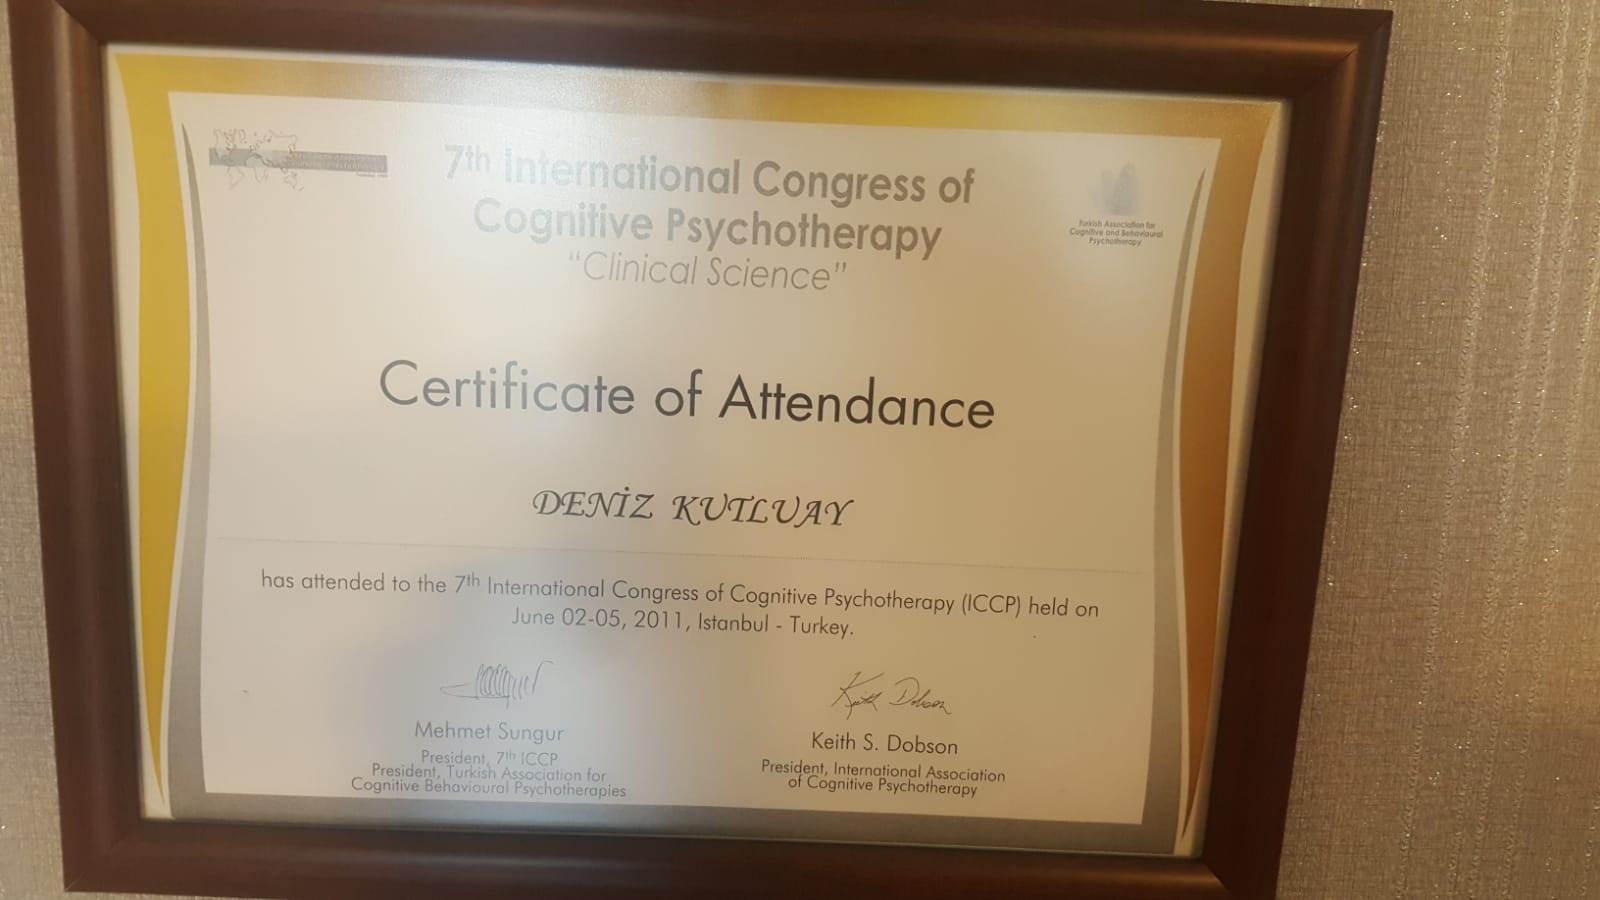 7th International Congress of
Cognitive Psychotherapy
"Clinical Science"
Turkish Association for
Cognitive and Behavioural
Psychotherapy
Certificate of Attendance
DENİZ KUTLUAY
has attended to the 7th International Congress of Cognitive Psychotherapy (ICCP) held on
June 02-05, 2011, Istanbul - Turkey.
Keith Dobson
Mehmet Sungur
President, 7th ICCP
President, Turkish Association for
Cognitive Behavioural Psychotherapies
Keith S. Dobson
President, International Association
of Cognitive Psychotherapy